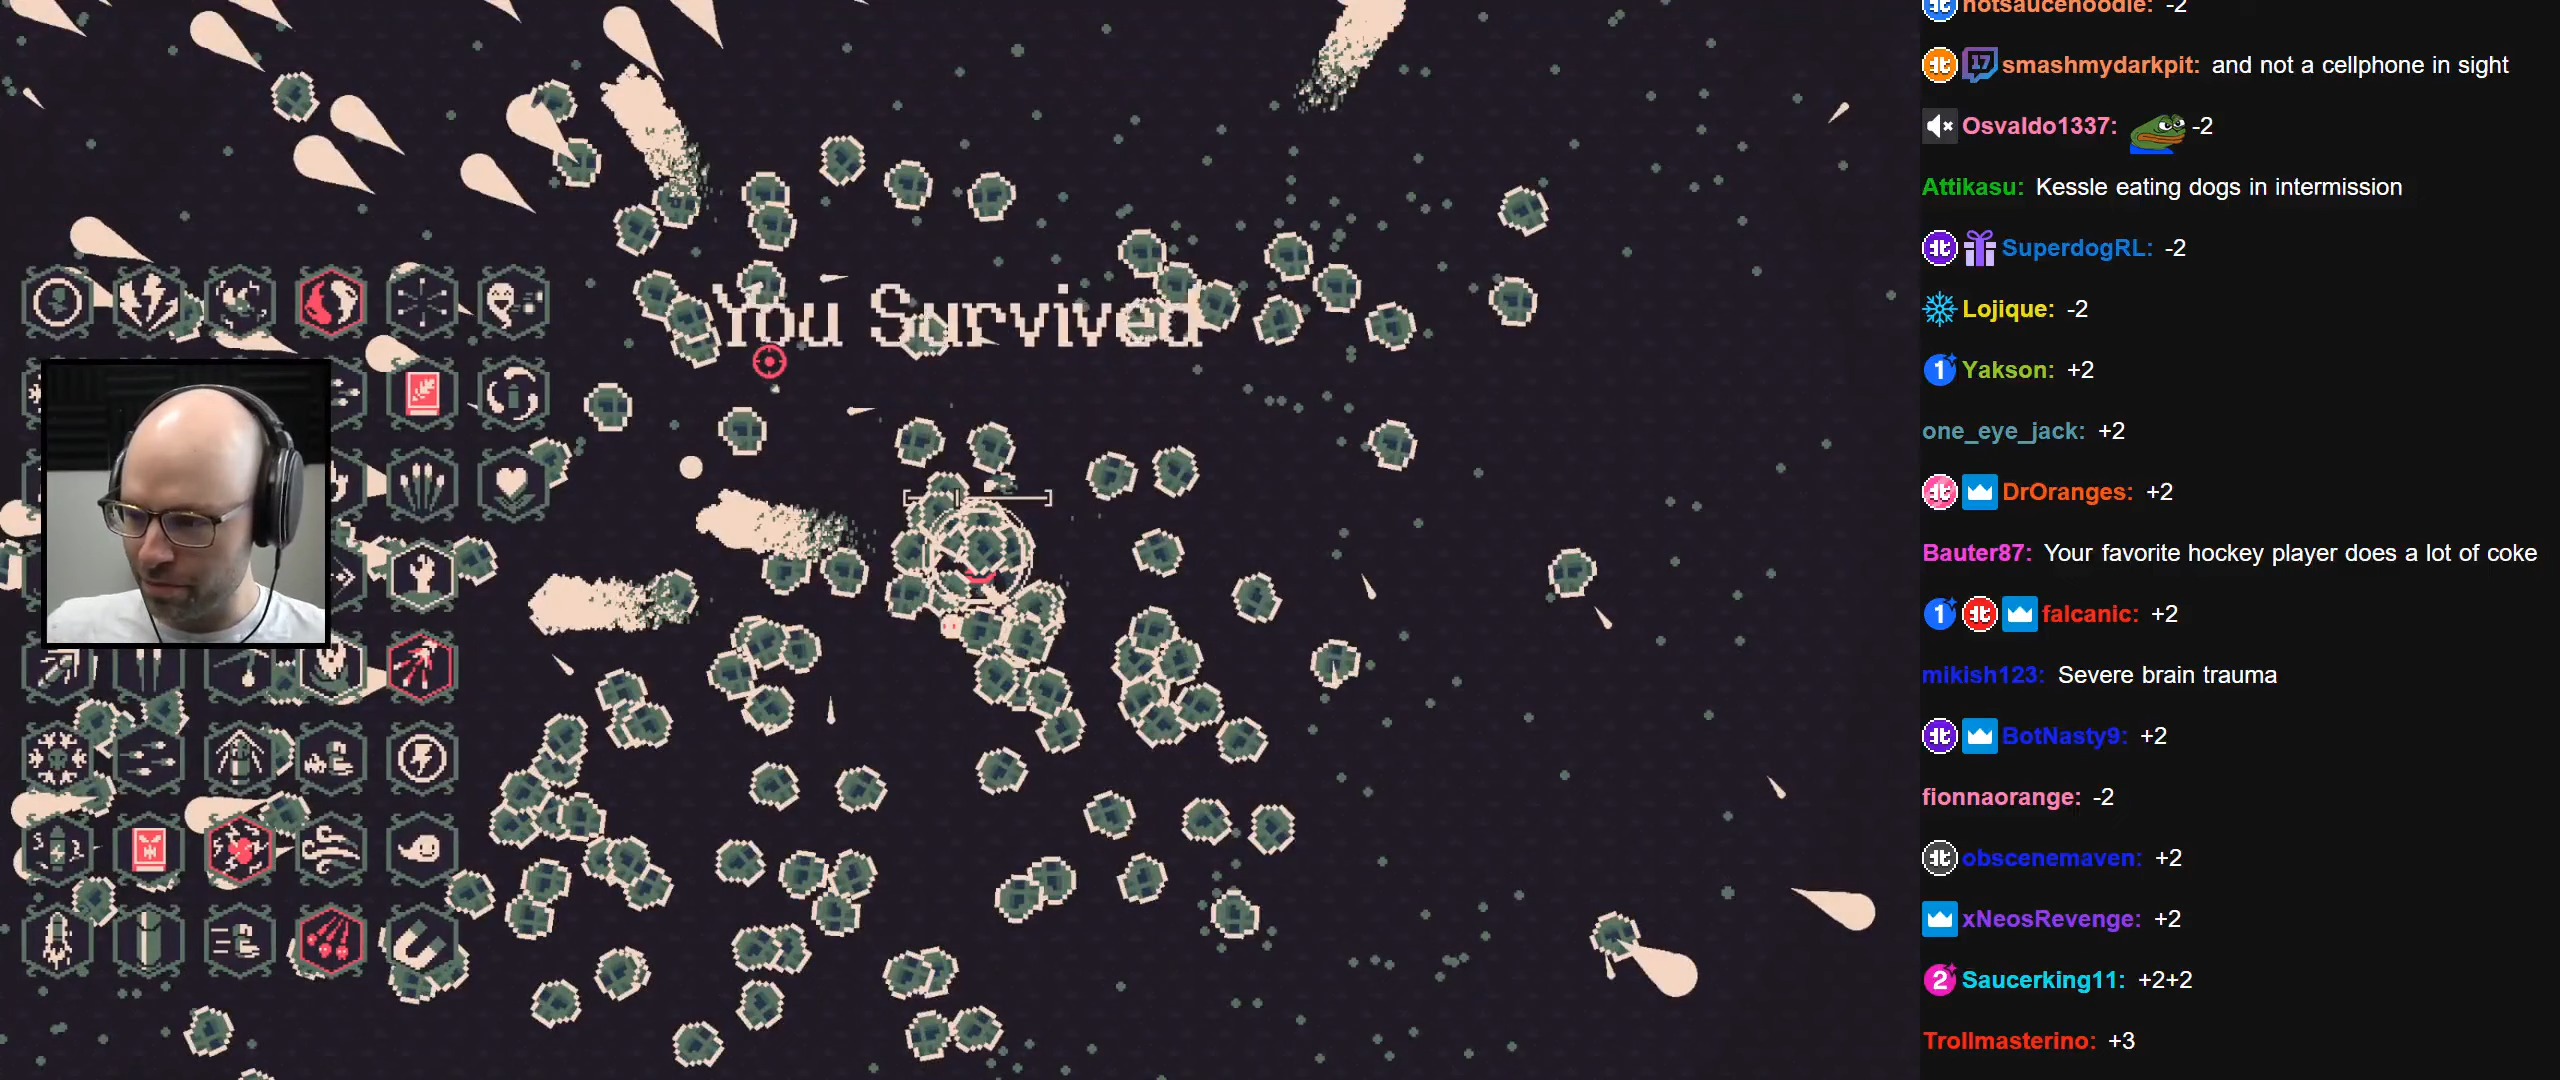 You Survived
notsaucenoodle: -2
smashmydarkpit: and not a cellphone in sight
Osvaldo1337: -2
Attikasu: Kessle eating dogs in intermission
SuperdogRL: -2
Lojique: -2
Yakson: +2
one_eye_jack: +2
DrOranges: +2
Bauter87: Your favorite hockey player does a lot of coke
falcanic: +2
mikish123: Severe brain trauma
BotNasty9: +2
fionnaorange: -2
obscenemaven: +2
xNeosRevenge: +2
Saucerking11: +2+2
Trollmasterino: +3